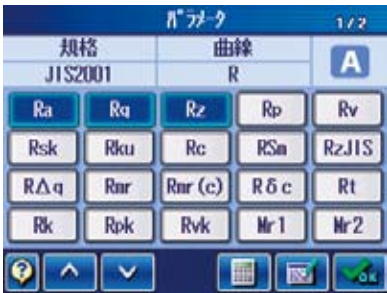 パラメータ 1/2
規格 曲線
JIS2001 R A
Ra Rq Rz Rp Rv
Rsk Rku Rc RSm RzJIS
RΔq Rmr Rmr(c) Rδc Rt
Rk Rpk Rvk Mr1 Mr2
? OK